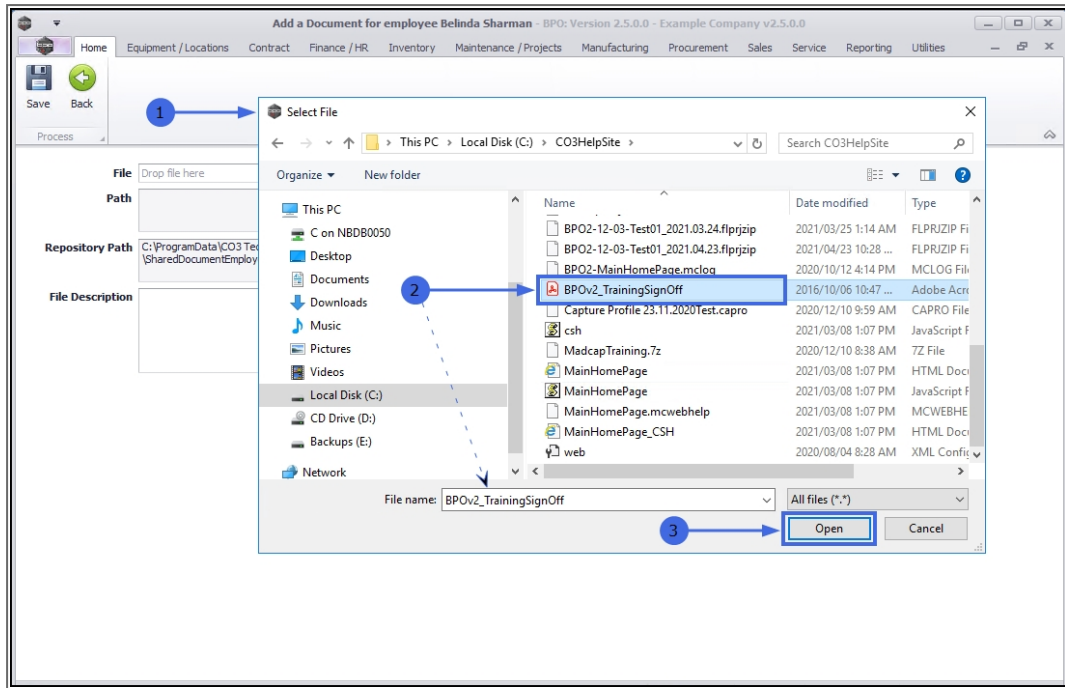 Add a Document for employee Belinda Sharman - BPO: Version 2.5.0.0 - Example Company v2.5.0.0
Home Equipment / Locations Contract Finance / HR Inventory Maintenance / Projects Manufacturing Procurement Sales Service Reporting Utilities
Save Back
Process
1
Select File
This PC > Local Disk (C:) > CO3HelpSite >
Search CO3HelpSite
Organize New folder
File Drop file here
Path
Repository Path C:\ProgramData\CO3 Tec
\SharedDocumentEmploy
File Description
This PC
C on NBDB0050
Desktop
Documents
Downloads
Music
Pictures
Videos
Local Disk (C:)
CD Drive (D:)
Backups (E:)
Network
2
Name Date modified Type
BPO2-12-03-Test01_2021.03.24.flprjzip 2021/03/25 1:14 AM FLPRJZIP Fi
BPO2-12-03-Test01_2021.04.23.flprjzip 2021/04/23 10:28 ... FLPRJZIP Fi
BPO2-MainHomePage.mclog 2020/10/12 4:14 PM MCLOG File
BPOv2_TrainingSignOff 2016/10/06 10:47 ... Adobe Acro
Capture Profile 23.11.2020Test.capro 2020/12/10 9:59 AM CAPRO File
csh 2021/03/08 1:07 PM JavaScript F
MadcapTraining.7z 2020/12/10 8:38 AM 7Z File
MainHomePage 2021/03/08 1:07 PM HTML Docu
MainHomePage 2021/03/08 1:07 PM JavaScript F
MainHomePage.mcwebhelp 2021/03/08 1:07 PM MCWEBHE
MainHomePage_CSH 2021/03/08 1:07 PM HTML Docu
web 2020/08/04 8:28 AM XML Config
File name: BPOv2_TrainingSignOff All files (*.*)
3
Open Cancel